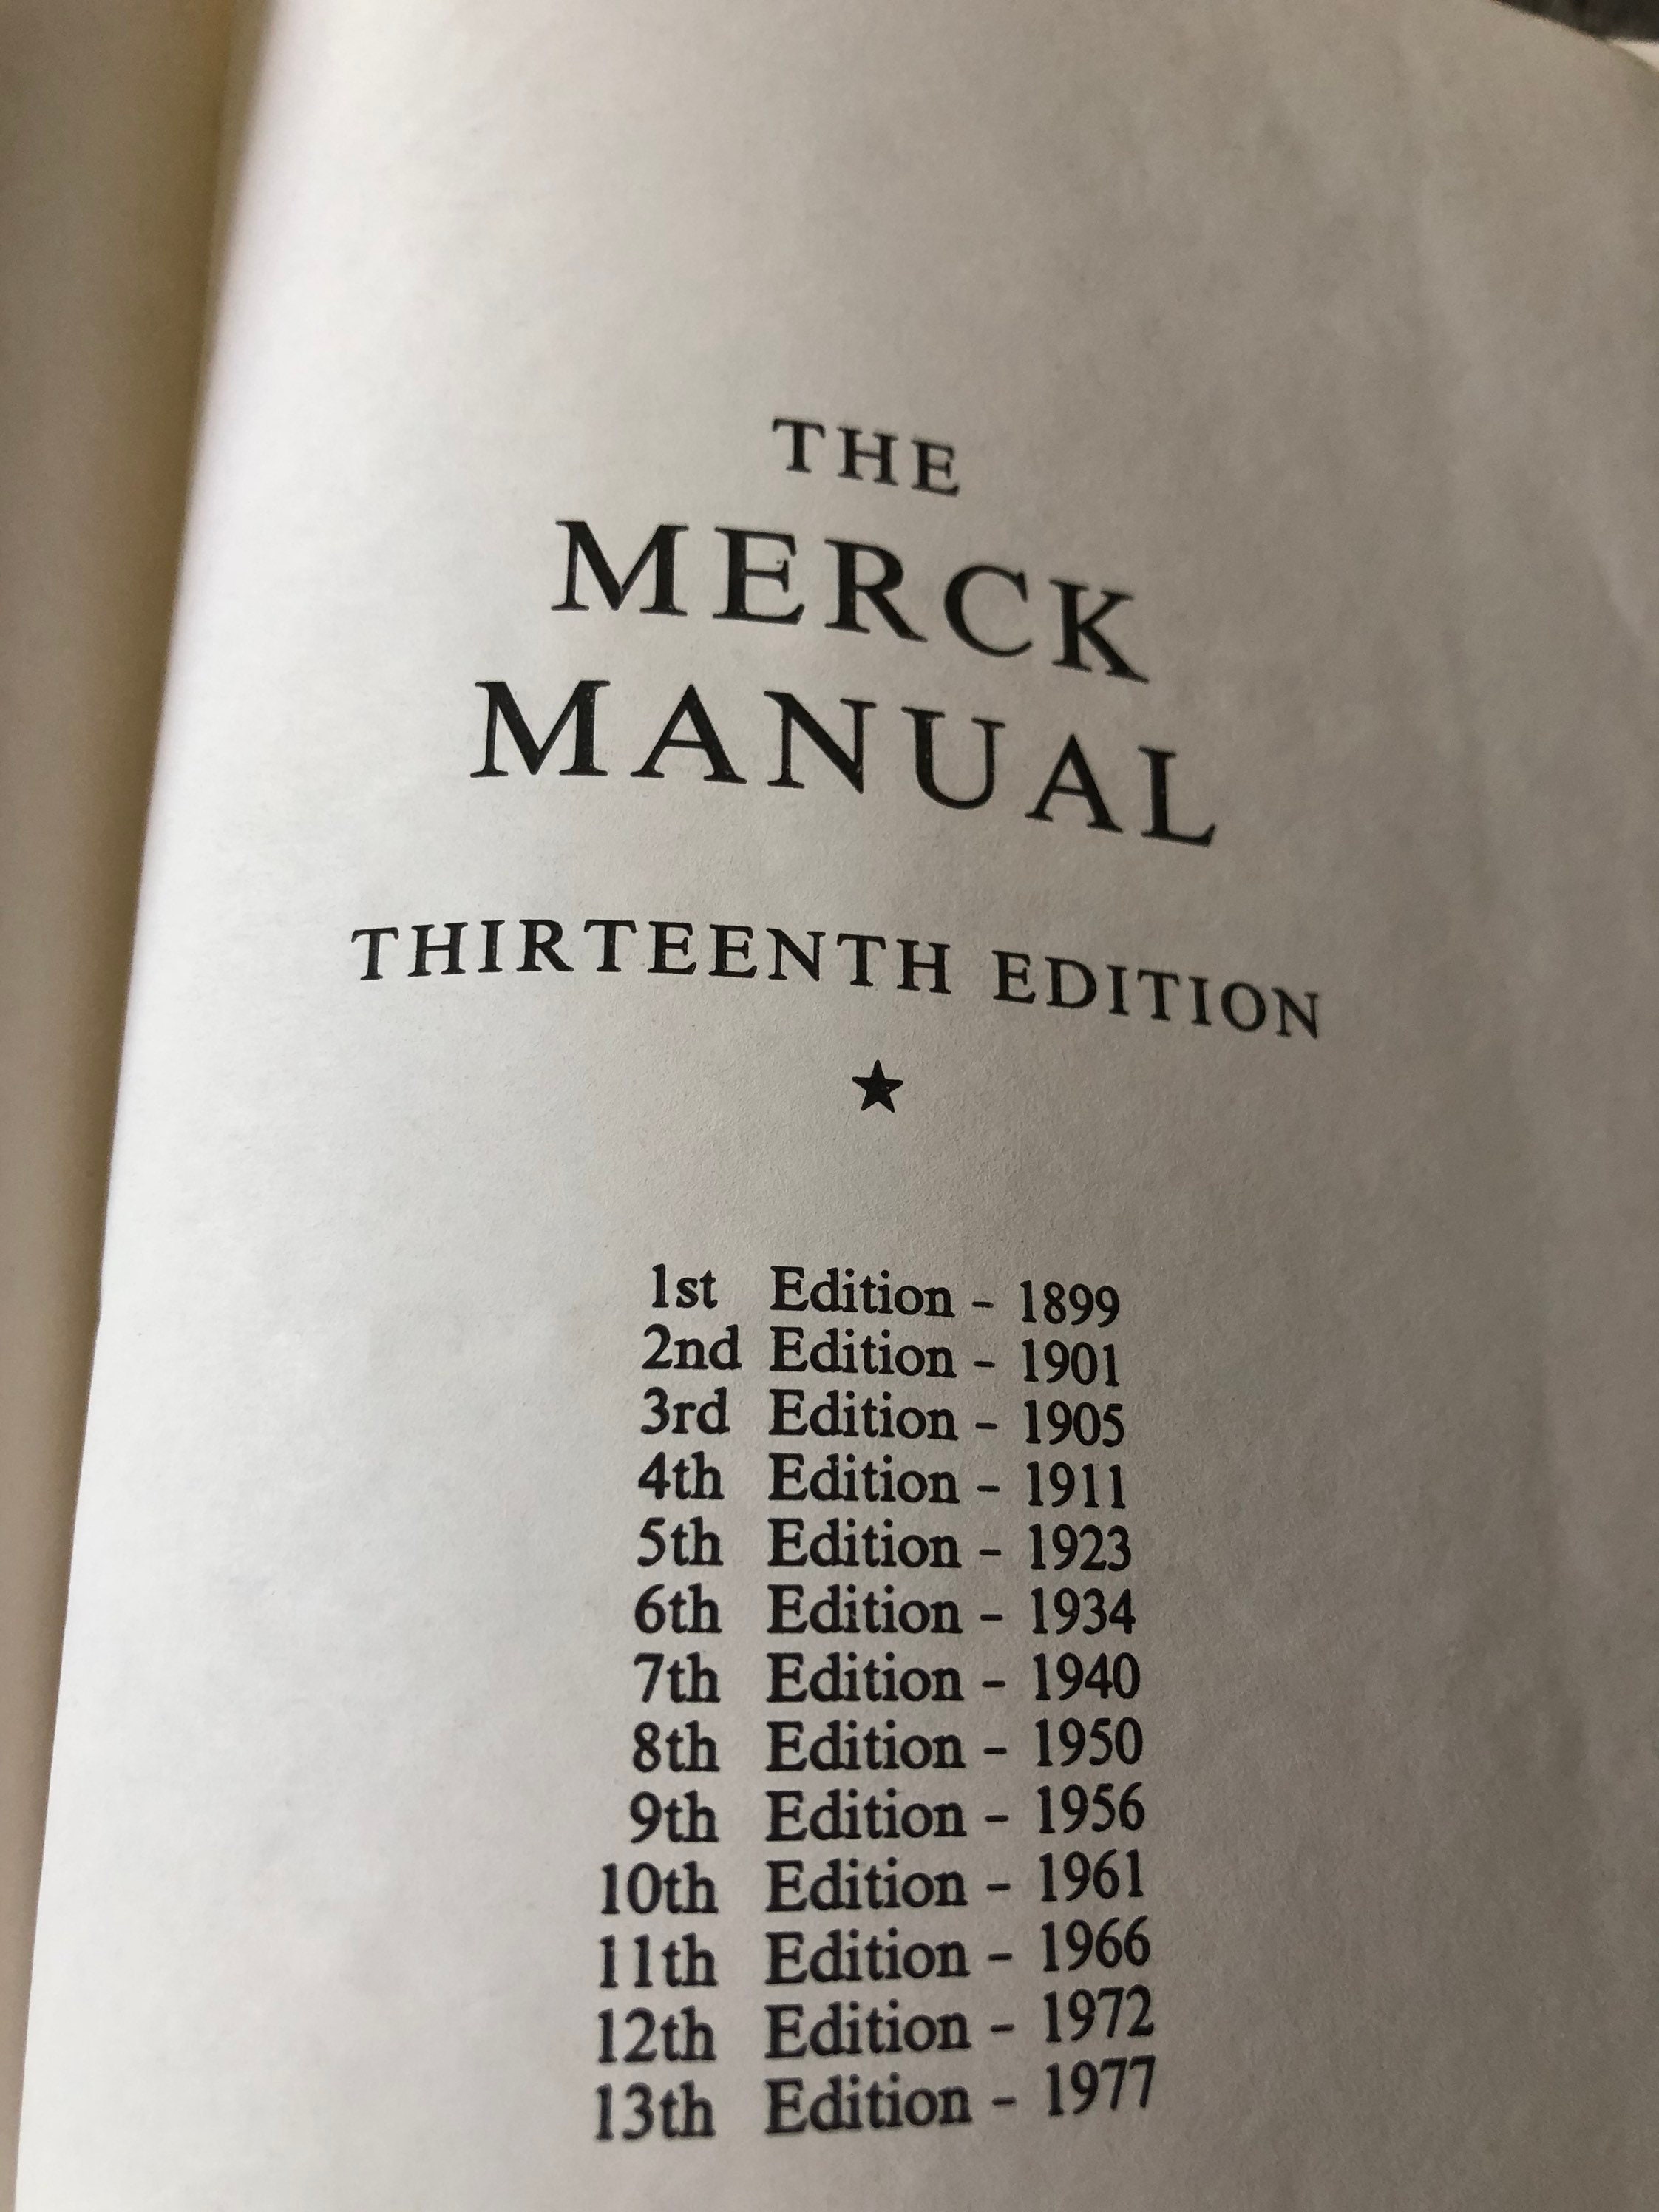 THE
MERCK
MANUAL
THIRTEENTH EDITION
★
1st Edition - 1899
2nd Edition - 1901
3rd Edition - 1905
4th Edition - 1911
5th Edition - 1923
6th Edition - 1934
7th Edition - 1940
8th Edition - 1950
9th Edition - 1956
10th Edition - 1961
11th Edition - 1966
12th Edition - 1972
13th Edition - 1977